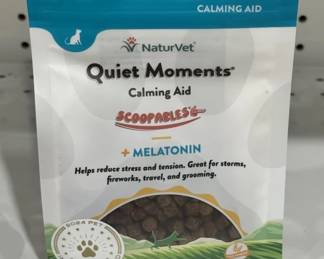 CALMING AID
NaturVet®
Quiet Moments®
Calming Aid
SCOOPABLES
+ MELATONIN
Helps reduce stress and tension. Great for storms,
fireworks, travel, and grooming.